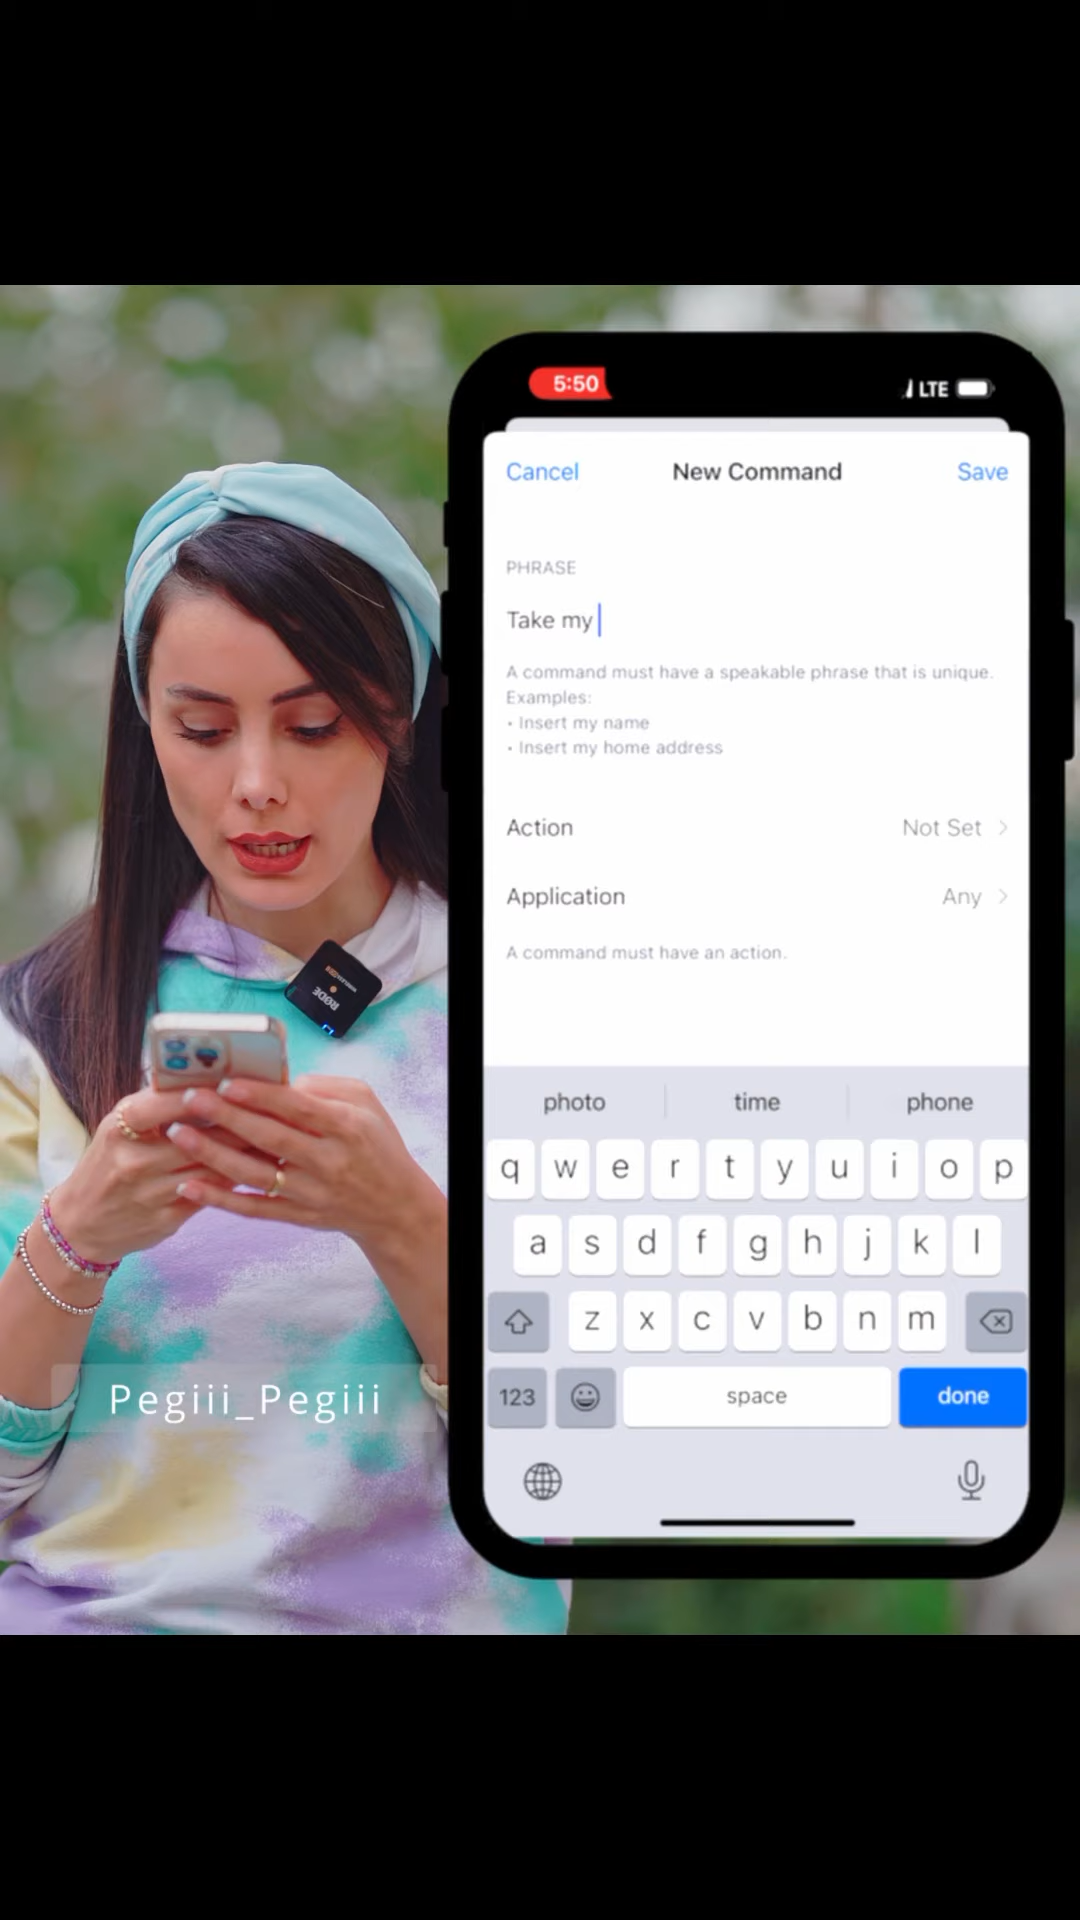 5:50
LTE
Cancel
New Command
Save
PHRASE
Take my
A command must have a speakable phrase that is unique.
Examples:
• Insert my name
• Insert my home address
Action
Not Set
Application
Any
A command must have an action.
photo
time
phone
q w e r t y u i o p
a s d f g h j k l
z x c v b n m
123
space
done
RØDE
Pegiii_Pegiii